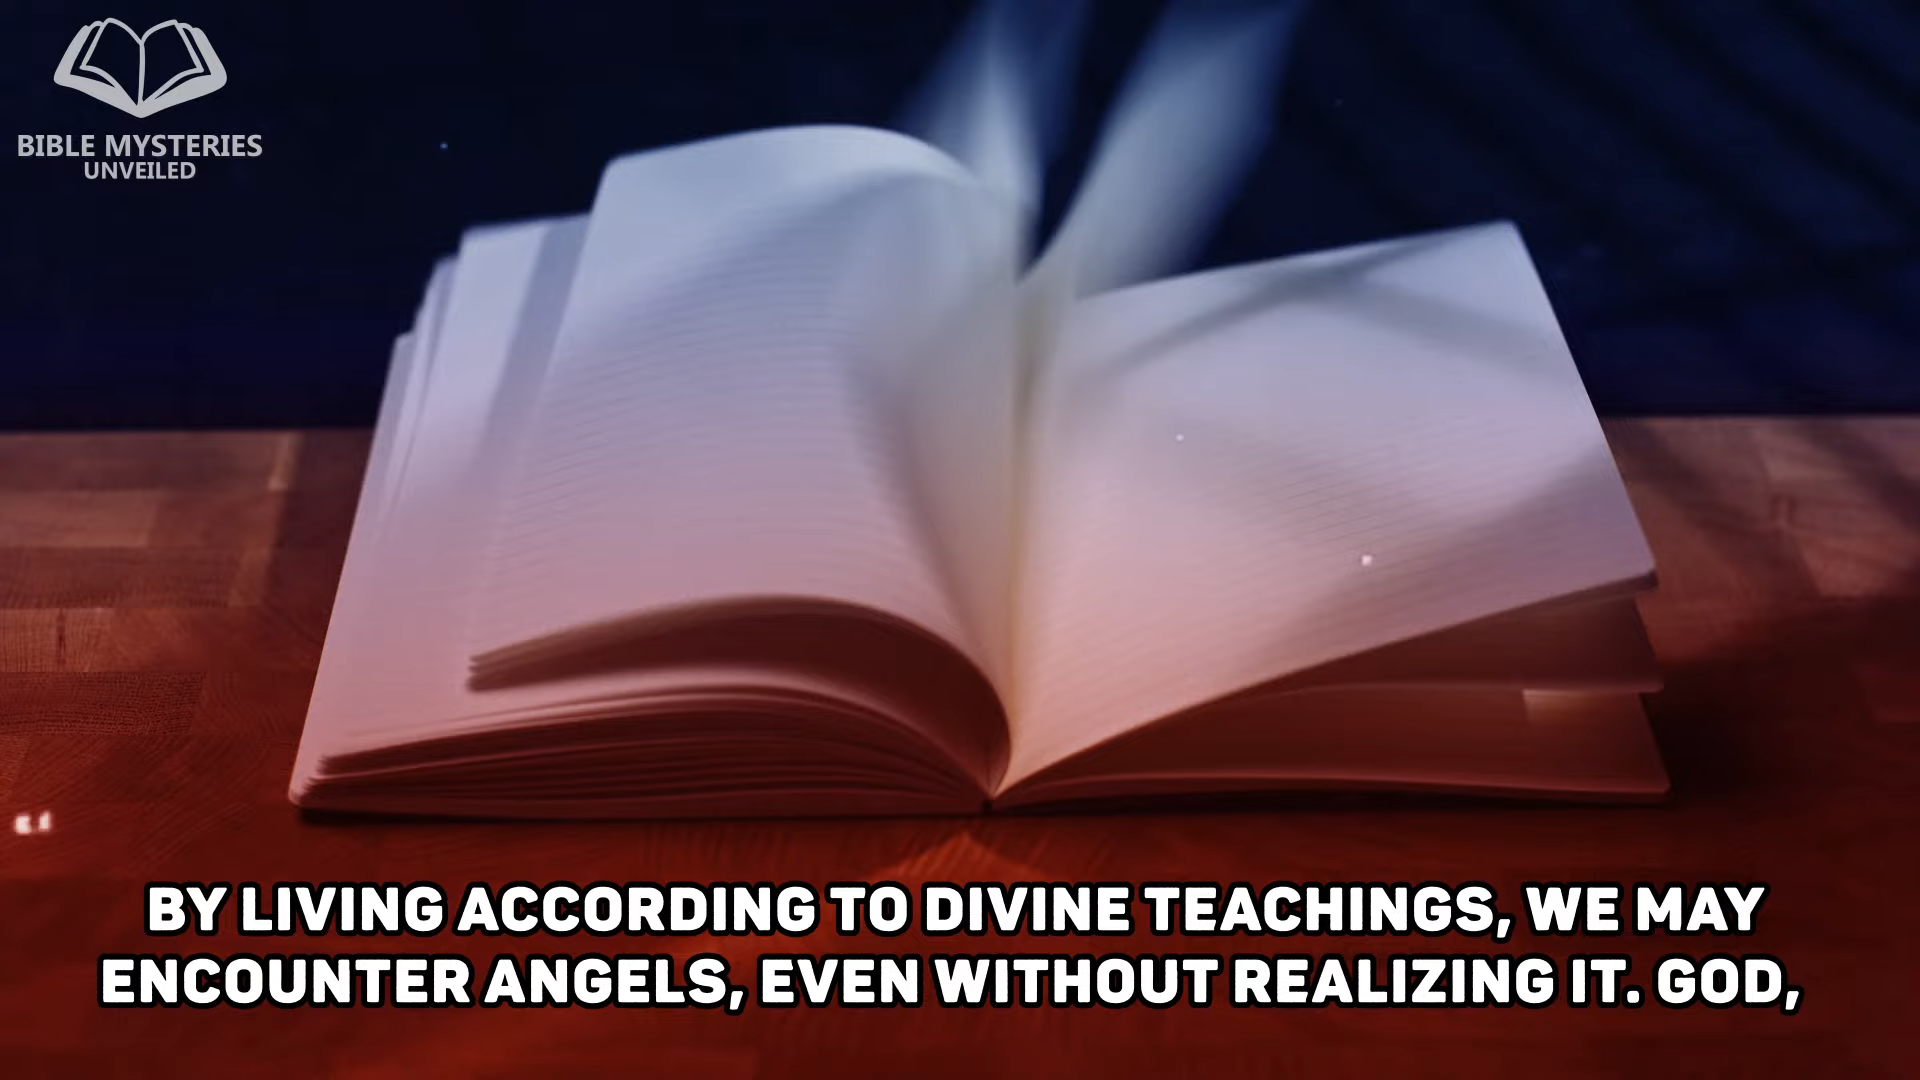 BIBLE MYSTERIES
UNVEILED
BY LIVING ACCORDING TO DIVINE TEACHINGS, WE MAY
ENCOUNTER ANGELS, EVEN WITHOUT REALIZING IT. GOD,